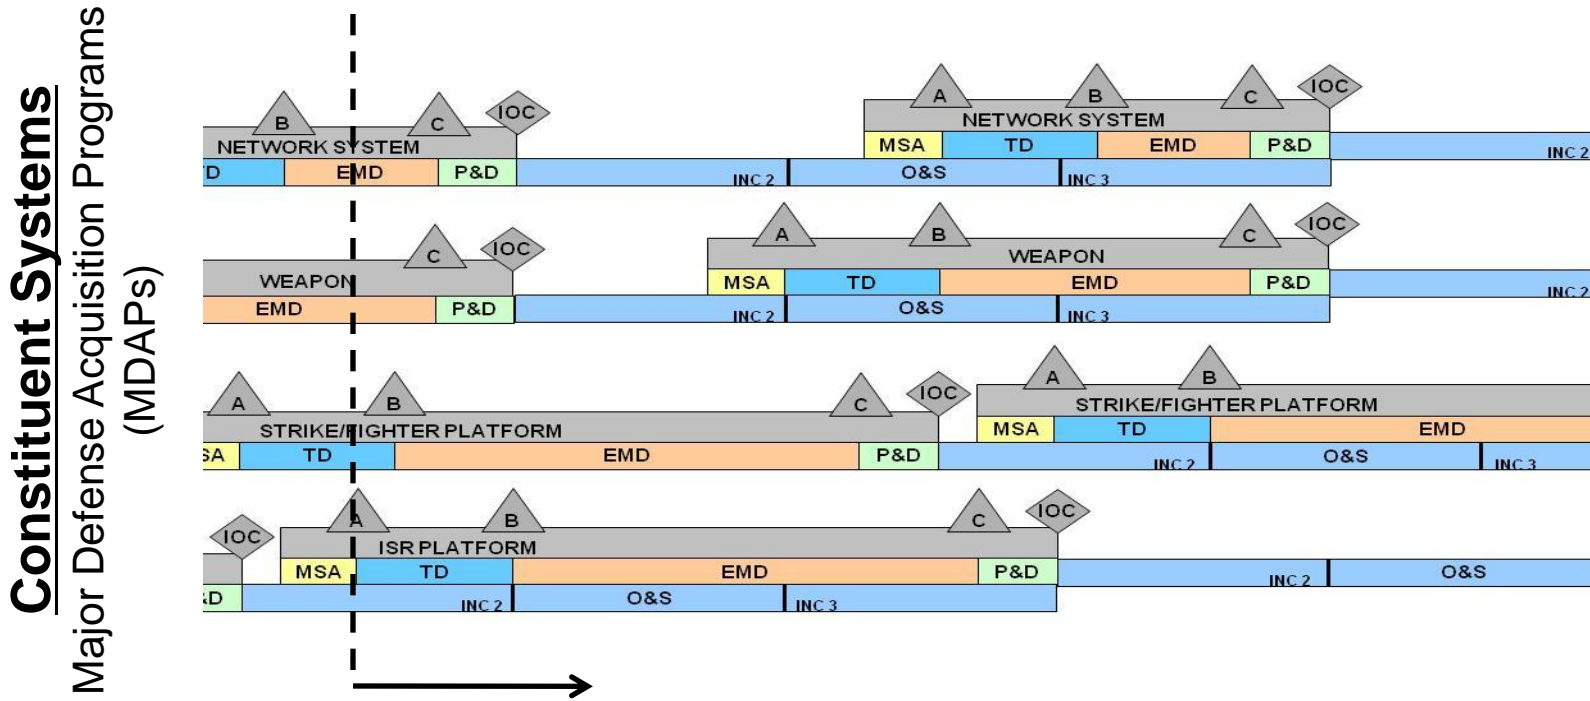 Constituent Systems
Major Defense Acquisition Programs
(MDAPs)
B C IOC A B C IOC
NETWORK SYSTEM NETWORK SYSTEM
MSA TD EMD P&D
EMD P&D INC 2 O&S INC 3 INC 2
C IOC A B C IOC
WEAPON WEAPON
MSA TD EMD P&D
EMD P&D INC 2 O&S INC 3 INC 2
A B C IOC A B
STRIKE/FIGHTER PLATFORM STRIKE/FIGHTER PLATFORM
MSA TD EMD
SA TD EMD P&D INC 2 O&S INC 3
IOC A B C IOC
ISR PLATFORM
MSA TD EMD P&D INC 2 O&S
&D INC 2 O&S INC 3